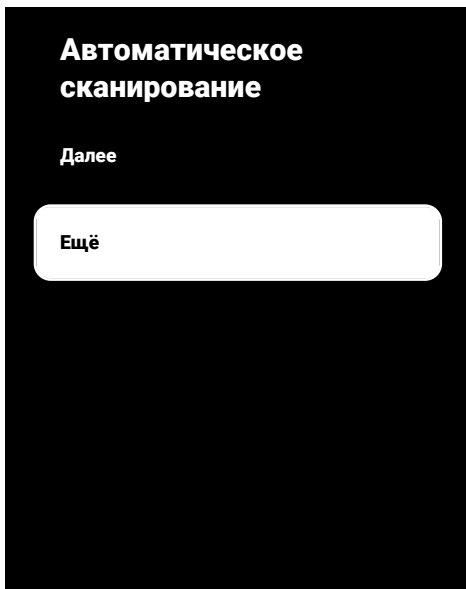 Автоматическое
сканирование
Далее
Ещё